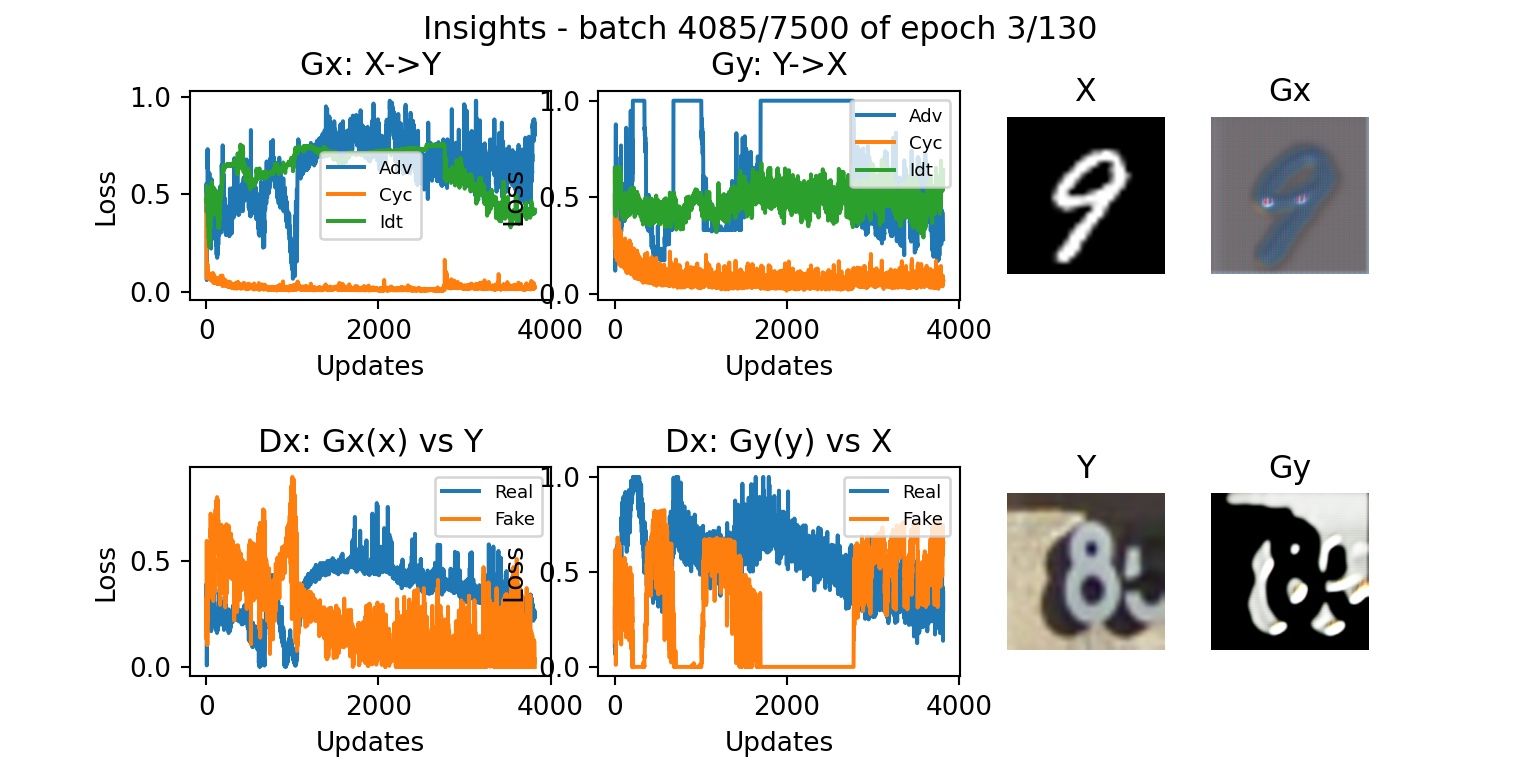 Insights - batch 4085/7500 of epoch 3/130
Gx: X->Y
Loss
1.0
0.5
0.0
Adv
Cyc
Idt
0 2000 4000
Updates
Gy: Y->X
Loss
1.0
0.5
0.0
Adv
Cyc
Idt
0 2000 4000
Updates
X
9
Gx
9
Dx: Gx(x) vs Y
Loss
0.5
0.0
Real
Fake
0 2000 4000
Updates
Dx: Gy(y) vs X
Loss
1.0
0.5
0.0
Real
Fake
0 2000 4000
Updates
Y
8
Gy